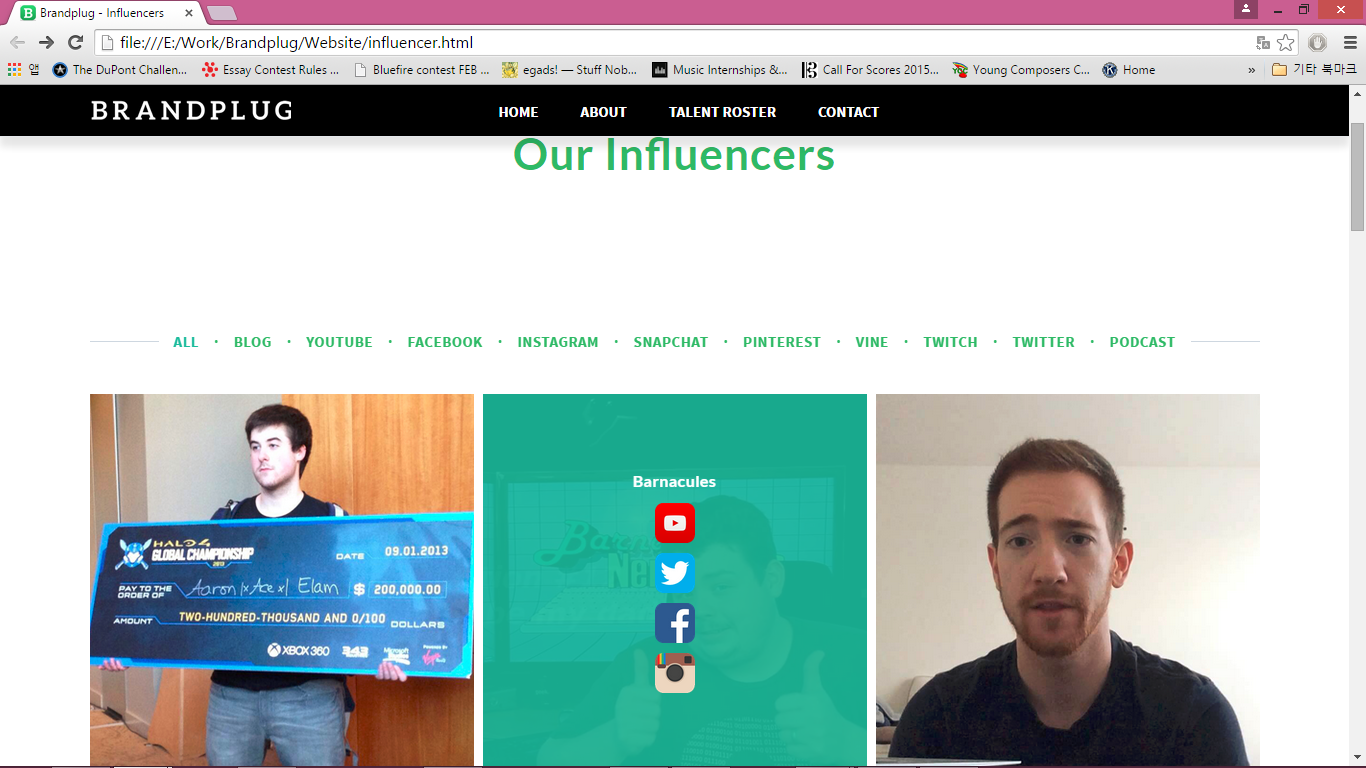 Brandplug - Influencers
file:///E:/Work/Brandplug/Website/influencer.html
앱 The DuPont Challen... Essay Contest Rules ... Bluefire contest FEB ... egads! — Stuff Nob... Music Internships &... Call For Scores 2015... Young Composers C... Home » 기타 북마크
BRANDPLUG HOME ABOUT TALENT ROSTER CONTACT
Our Influencers
ALL · BLOG · YOUTUBE · FACEBOOK · INSTAGRAM · SNAPCHAT · PINTEREST · VINE · TWITCH · TWITTER · PODCAST
HALO 4
GLOBAL CHAMPIONSHIP
2013
DATE 09.01.2013
PAY TO THE
ORDER OF Aaron |xAcex| Elam $ 200,000.00
AMOUNT TWO-HUNDRED-THOUSAND AND 0/100 DOLLARS
XBOX 360 343 Microsoft Virgin
Barnacules